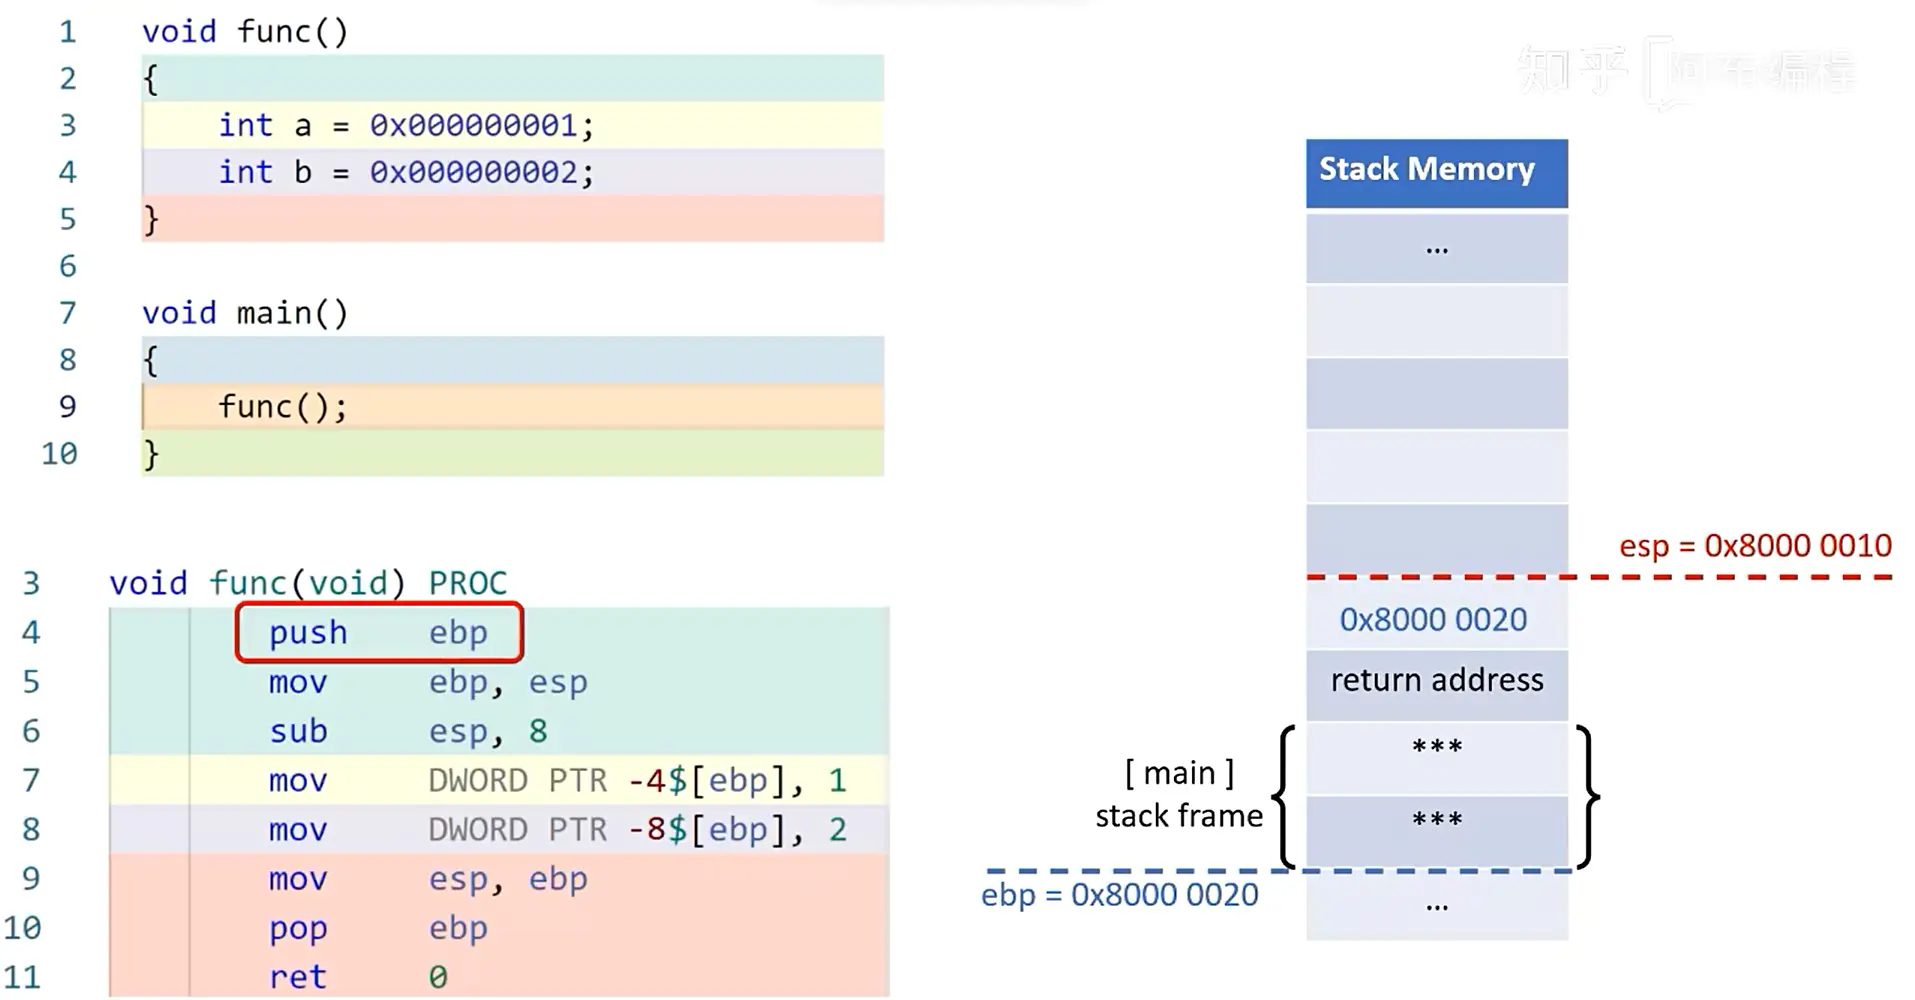 1 void func()
2 {
3 int a = 0x000000001;
4 int b = 0x000000002;
5 }
6
7 void main()
8 {
9 func();
10 }
3 void func(void) PROC
4 push ebp
5 mov ebp, esp
6 sub esp, 8
7 mov DWORD PTR -4$[ebp], 1
8 mov DWORD PTR -8$[ebp], 2
9 mov esp, ebp
10 pop ebp
11 ret 0
知乎 阿布编程
Stack Memory
...
esp = 0x8000 0010
0x8000 0020
return address
***
[ main ]
stack frame
***
ebp = 0x8000 0020
...